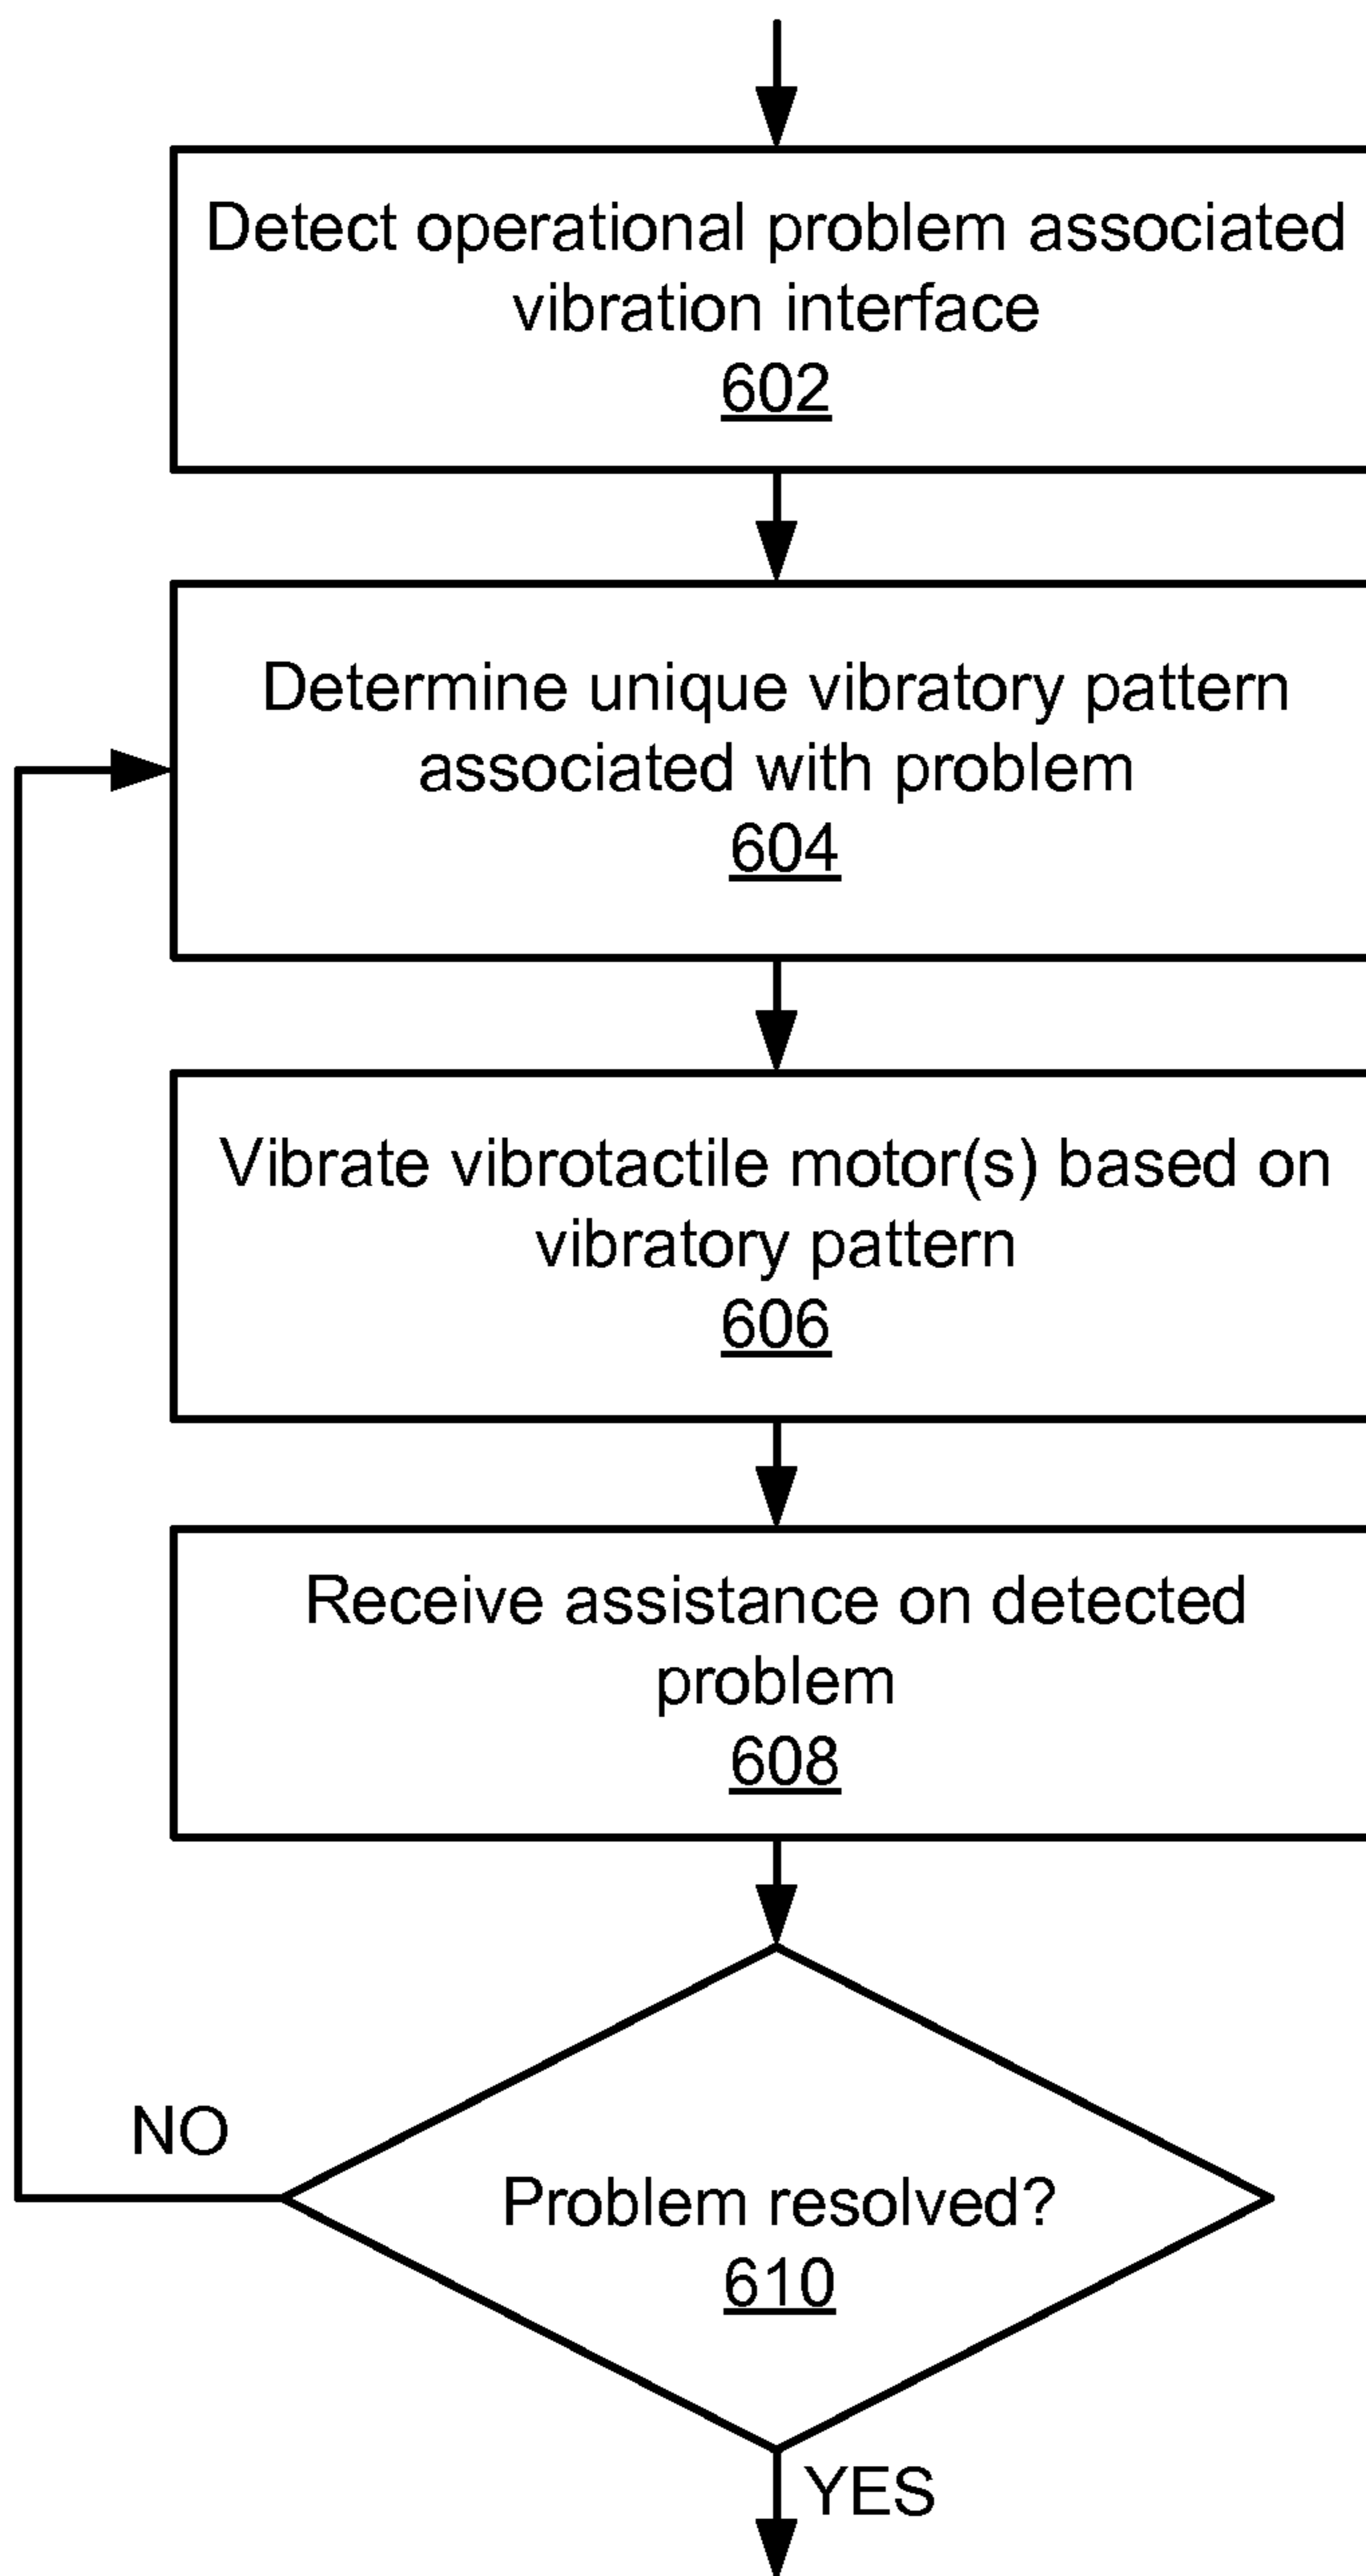 Detect operational problem associated
vibration interface
602
Determine unique vibratory pattern
associated with problem
604
Vibrate vibrotactile motor(s) based on
vibratory pattern
606
Receive assistance on detected
problem
608
NO
Problem resolved?
610
YES